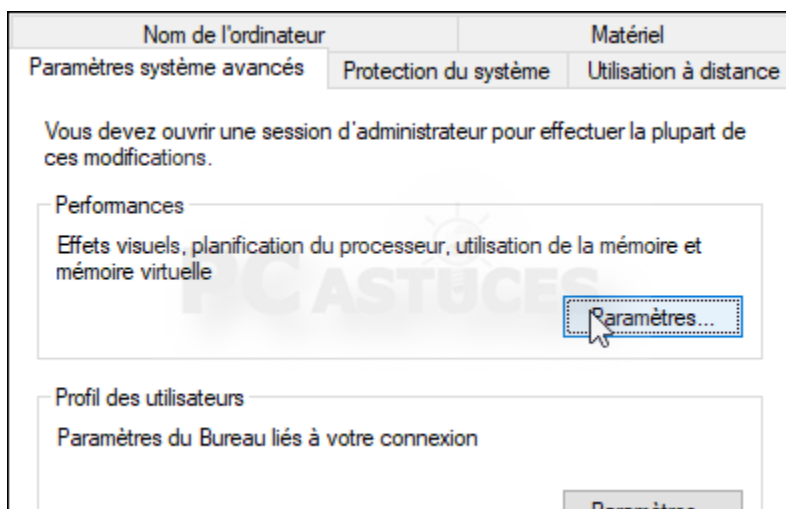 Nom de l'ordinateur
Matériel
Paramètres système avancés
Protection du système
Utilisation à distance
Vous devez ouvrir une session d'administrateur pour effectuer la plupart de
ces modifications.
Performances
Effets visuels, planification du processeur, utilisation de la mémoire et
mémoire virtuelle
PC ASTUCES
Paramètres...
Profil des utilisateurs
Paramètres du Bureau liés à votre connexion
Paramètres...